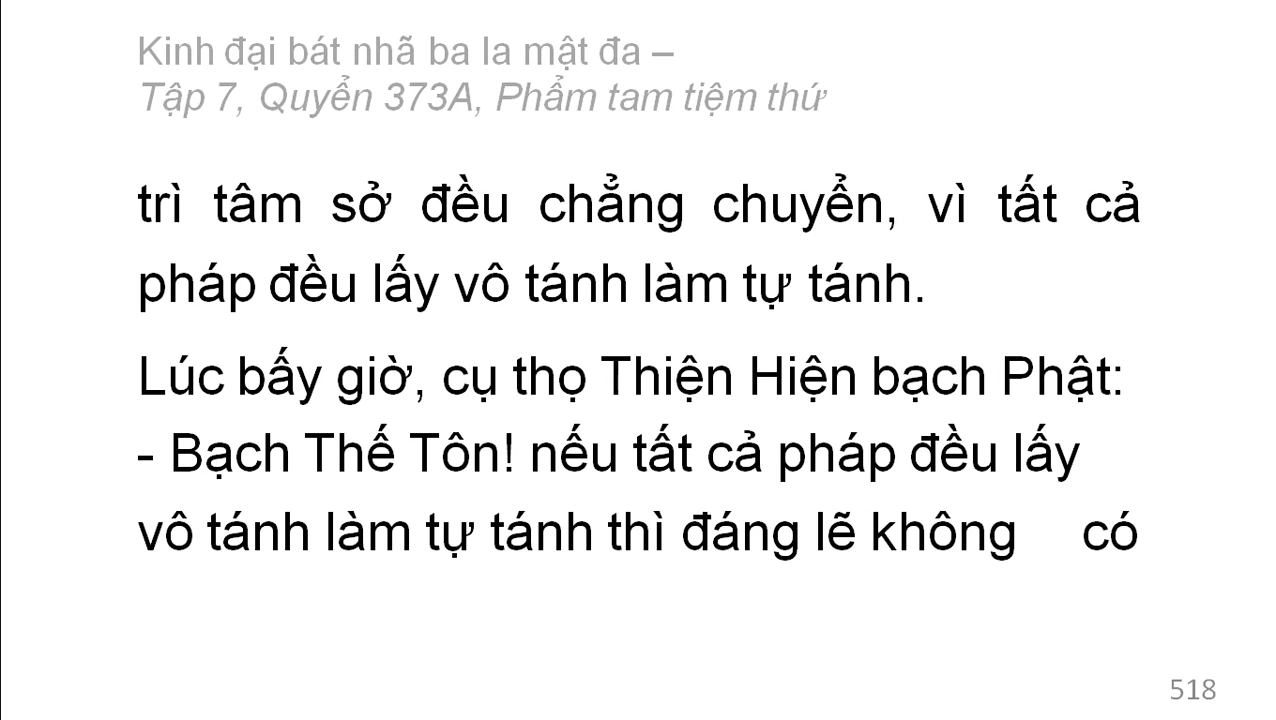 Kinh đại bát nhã ba la mật đa –
Tập 7, Quyển 373A, Phẩm tam tiệm thứ
trì tâm sở đều chẳng chuyển, vì tất cả
pháp đều lấy vô tánh làm tự tánh.
Lúc bấy giờ, cụ thọ Thiện Hiện bạch Phật:
- Bạch Thế Tôn! nếu tất cả pháp đều lấy
vô tánh làm tự tánh thì đáng lẽ không có
518